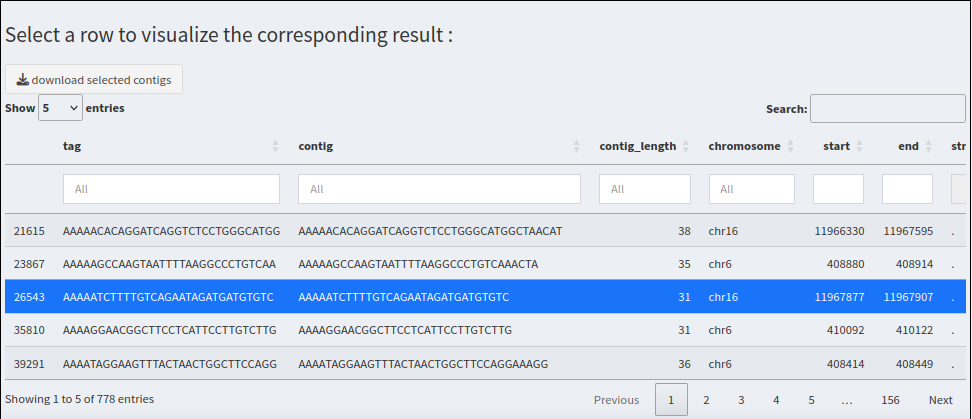 Select a row to visualize the corresponding result :
download selected contigs
Show 5 entries
Search:
tag contig contig_length chromosome start end str
All All All All
21615 AAAAACACAGGATCAGGTCTCCTGGGCATGG AAAAACACAGGATCAGGTCTCCTGGGCATGGCTAACAT 38 chr16 11966330 11967595 .
23867 AAAAAGCCAAGTAATTTTAAGGCCCTGTCAA AAAAAGCCAAGTAATTTTAAGGCCCTGTCAAACTA 35 chr6 408880 408914 .
26543 AAAAATCTTTTGTCAGAATAGATGATGTGTC AAAAATCTTTTGTCAGAATAGATGATGTGTC 31 chr16 11967877 11967907 .
35810 AAAAGGAACGGCTTCCTCATTCCTTGTCTTG AAAAGGAACGGCTTCCTCATTCCTTGTCTTG 31 chr6 410092 410122 .
39291 AAAATAGGAAGTTTACTAACTGGCTTCCAGG AAAATAGGAAGTTTACTAACTGGCTTCCAGGAAAGG 36 chr6 408414 408449 .
Showing 1 to 5 of 778 entries Previous 1 2 3 4 5 … 156 Next